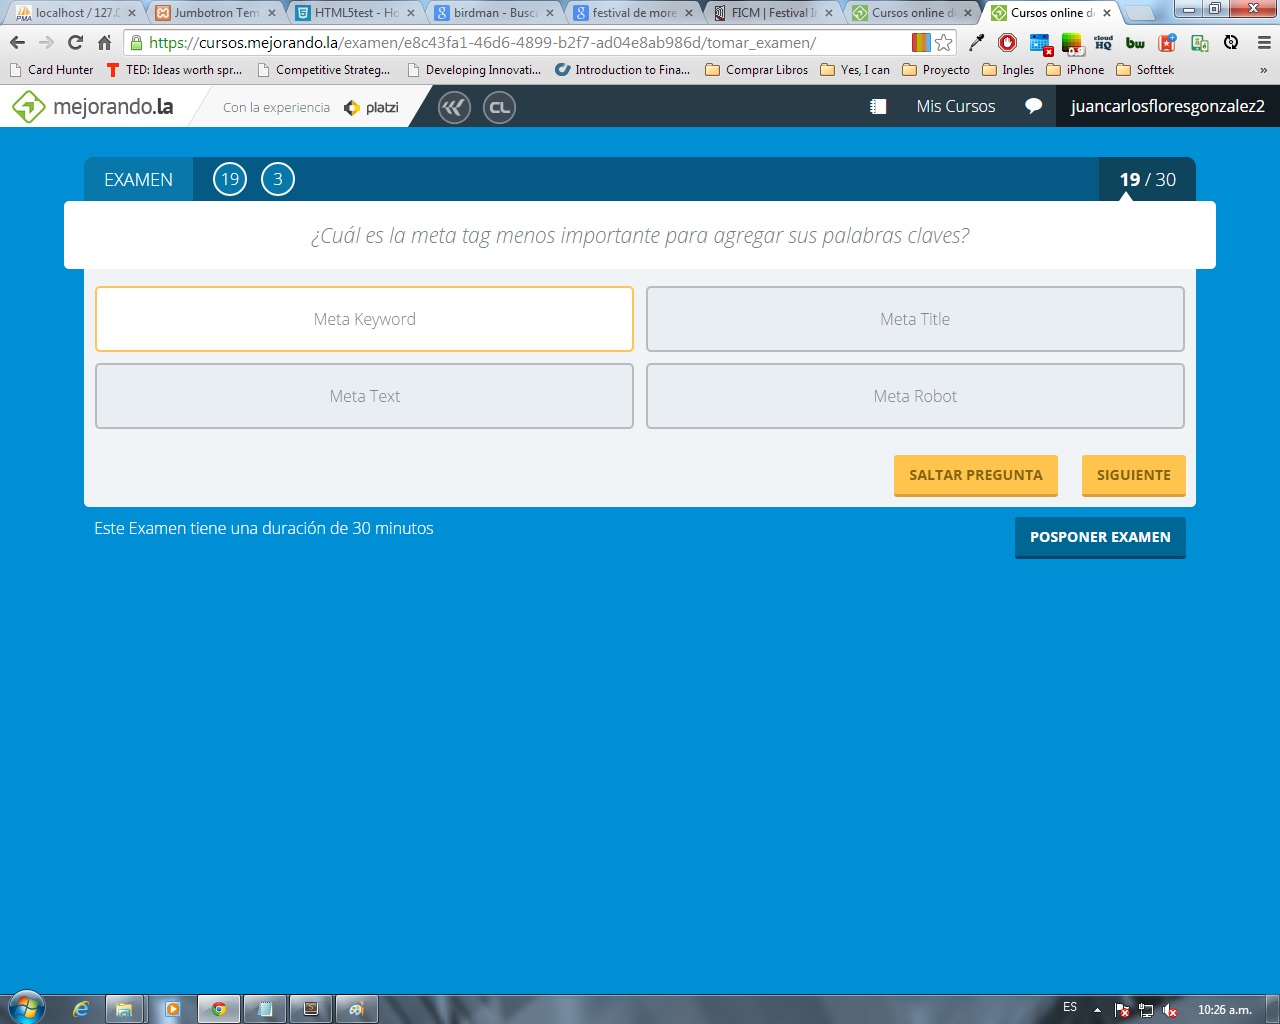 localhost / 127.0
Jumbotron Tem
HTML5test - Ho
birdman - Busca
festival de more
FICM | Festival In
Cursos online de
Cursos online de
https://cursos.mejorando.la/examen/e8c43fa1-46d6-4899-b2f7-ad04e8ab986d/tomar_examen/
Card Hunter
TED: Ideas worth spr...
Competitive Strateg...
Developing Innovati...
Introduction to Fina...
Comprar Libros
Yes, I can
Proyecto
Ingles
iPhone
Softtek
»
mejorando.la
Con la experiencia
platzi
CL
Mis Cursos
juancarlosfloresgonzalez2
EXAMEN
19
3
19 / 30
¿Cuál es la meta tag menos importante para agregar sus palabras claves?
Meta Keyword
Meta Title
Meta Text
Meta Robot
SALTAR PREGUNTA
SIGUIENTE
Este Examen tiene una duración de 30 minutos
POSPONER EXAMEN
ES
10:26 a.m.